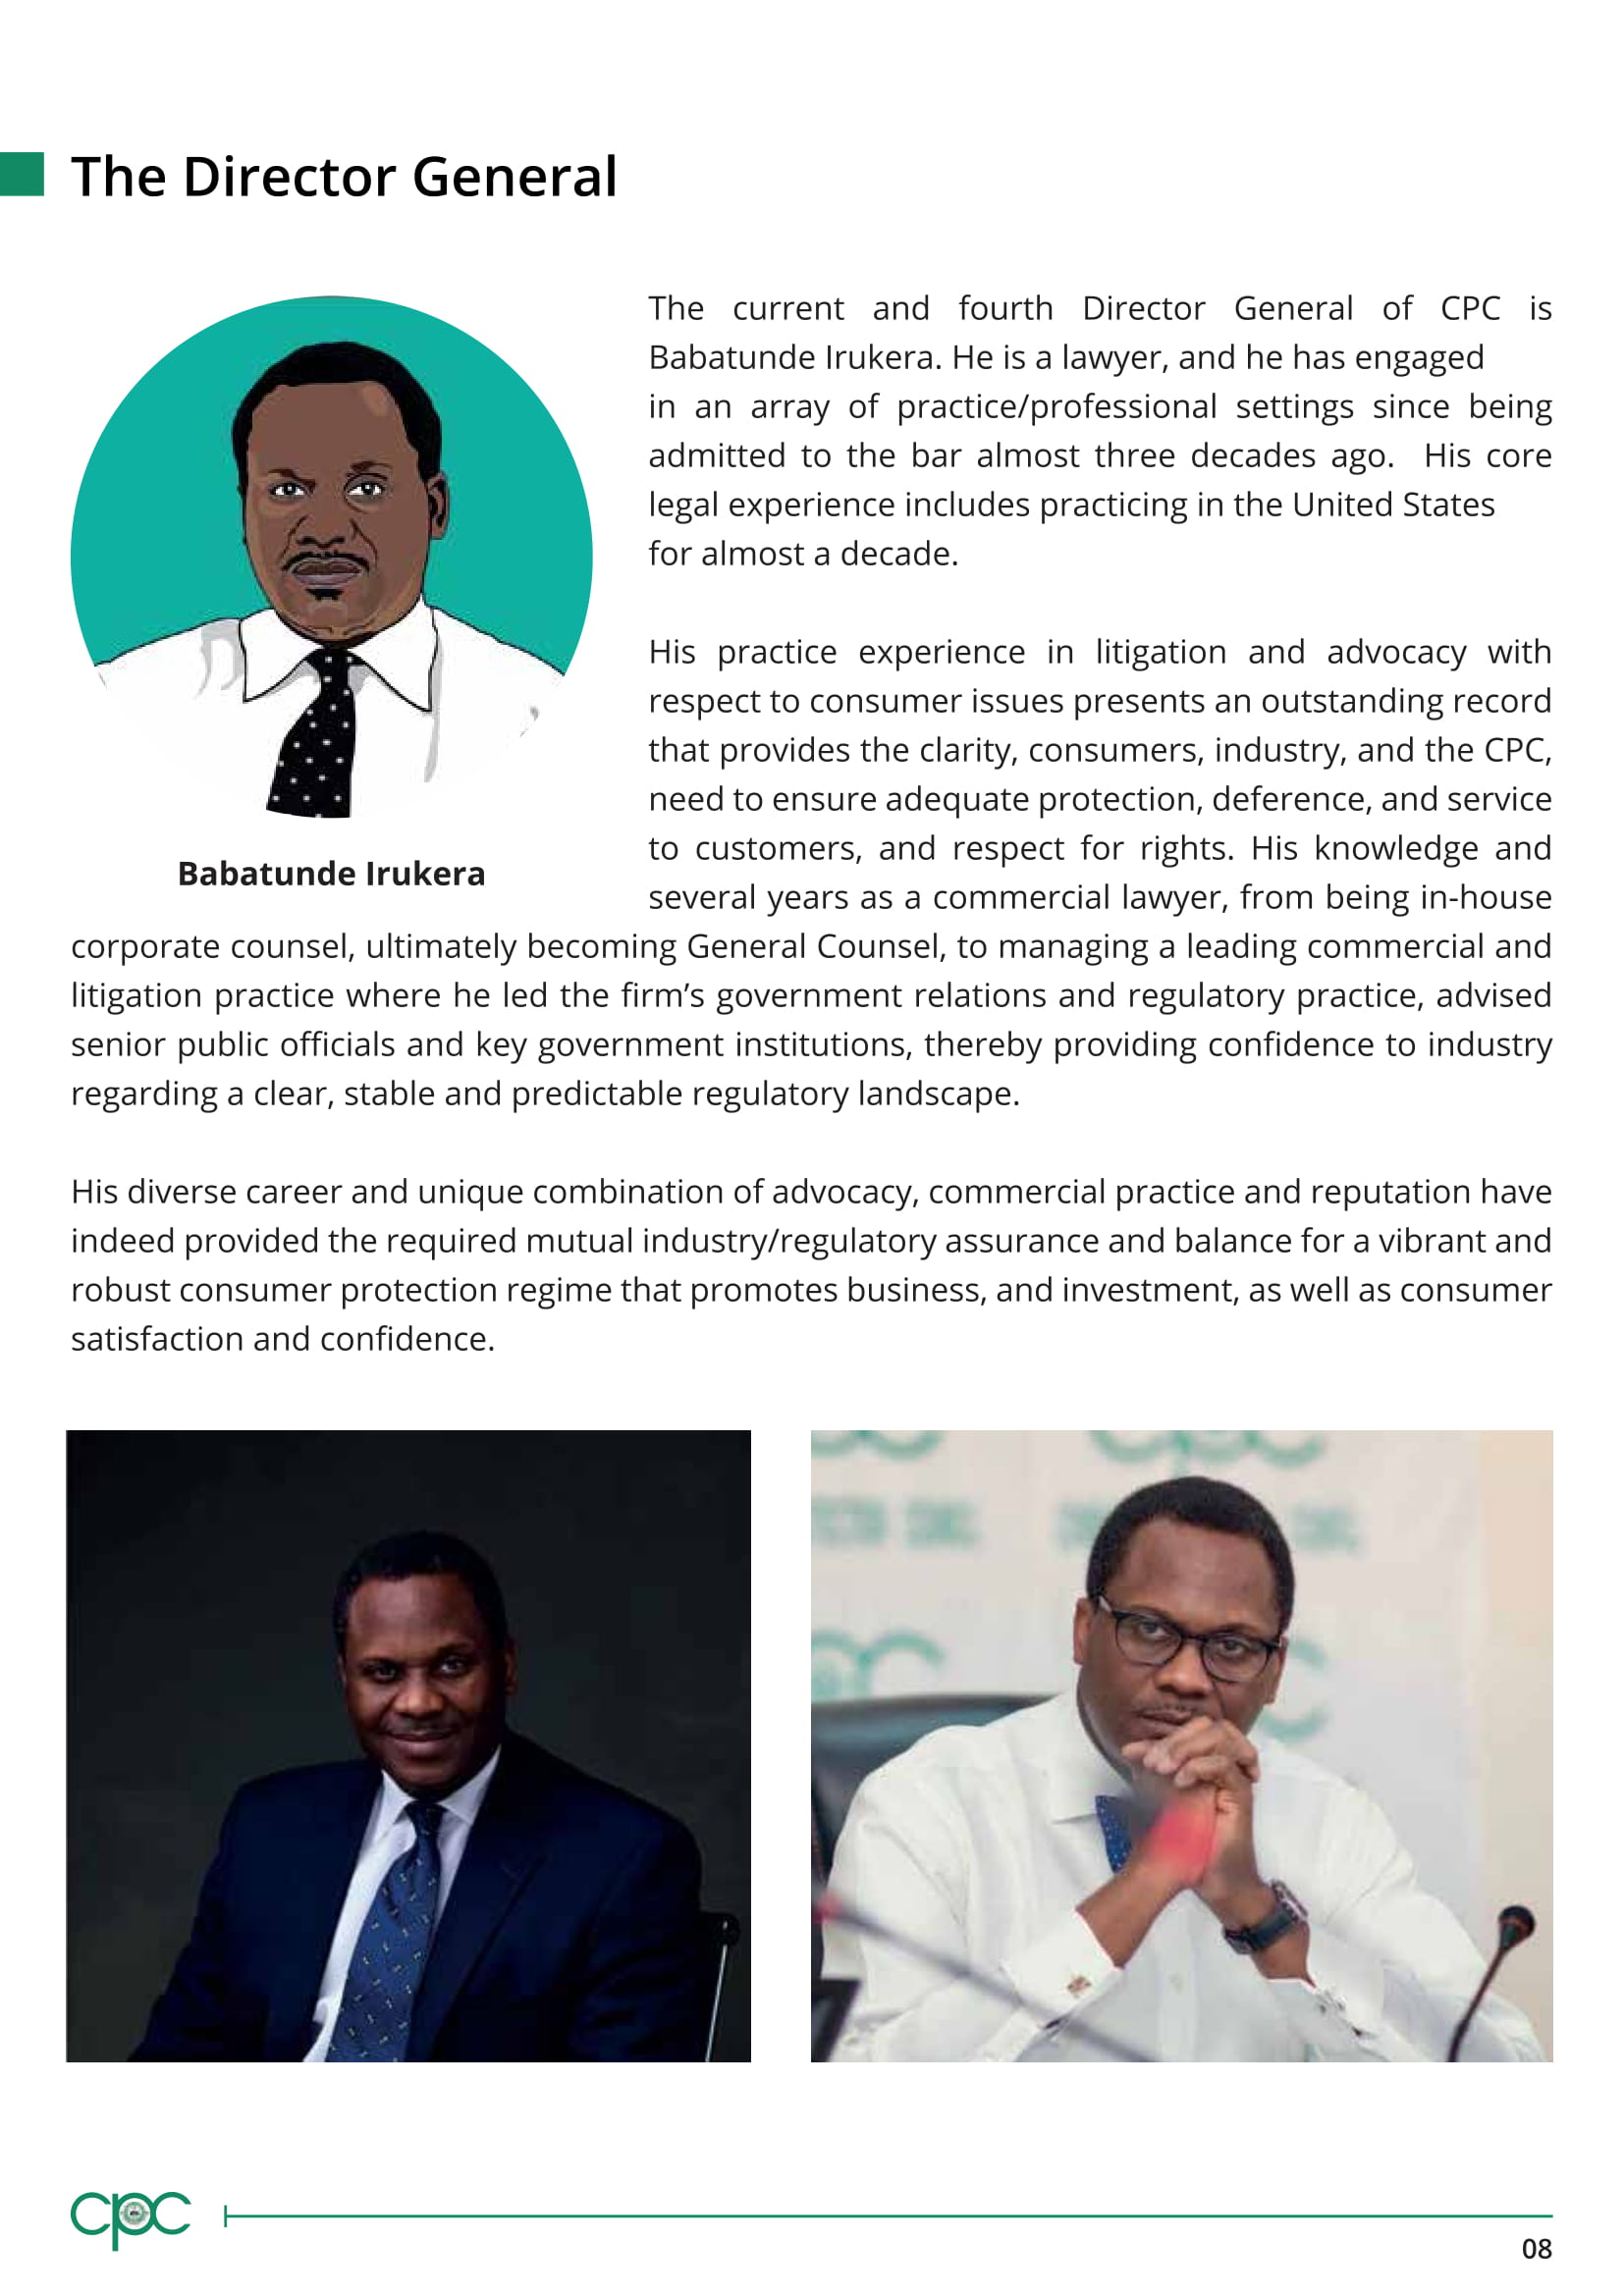 The Director General
The current and fourth Director General of CPC is
Babatunde Irukera. He is a lawyer, and he has engaged
in an array of practice/professional settings since being
admitted to the bar almost three decades ago. His core
legal experience includes practicing in the United States
for almost a decade.
His practice experience in litigation and advocacy with
respect to consumer issues presents an outstanding record
that provides the clarity, consumers, industry, and the CPC,
need to ensure adequate protection, deference, and service
to customers, and respect for rights. His knowledge and
several years as a commercial lawyer, from being in-house
Babatunde Irukera
corporate counsel, ultimately becoming General Counsel, to managing a leading commercial and
litigation practice where he led the firm’s government relations and regulatory practice, advised
senior public officials and key government institutions, thereby providing confidence to industry
regarding a clear, stable and predictable regulatory landscape.
His diverse career and unique combination of advocacy, commercial practice and reputation have
indeed provided the required mutual industry/regulatory assurance and balance for a vibrant and
robust consumer protection regime that promotes business, and investment, as well as consumer
satisfaction and confidence.
cpc
cpc
08